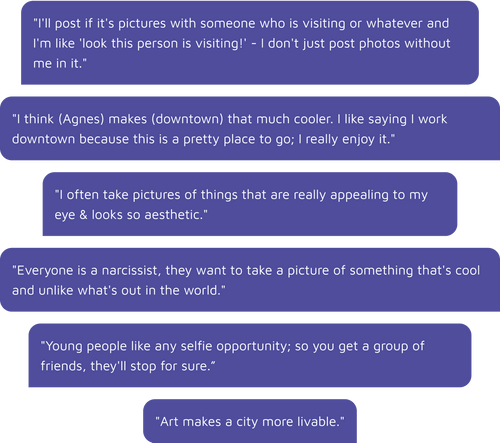 "I'll post if it's pictures with someone who is visiting or whatever and
I'm like 'look this person is visiting!' - I don't just post photos without
me in it."
"I think (Agnes) makes (downtown) that much cooler. I like saying I work
downtown because this is a pretty place to go; I really enjoy it."
"I often take pictures of things that are really appealing to my
eye & looks so aesthetic."
"Everyone is a narcissist, they want to take a picture of something that's cool
and unlike what's out in the world."
"Young people like any selfie opportunity; so you get a group of
friends, they'll stop for sure.”
"Art makes a city more livable."